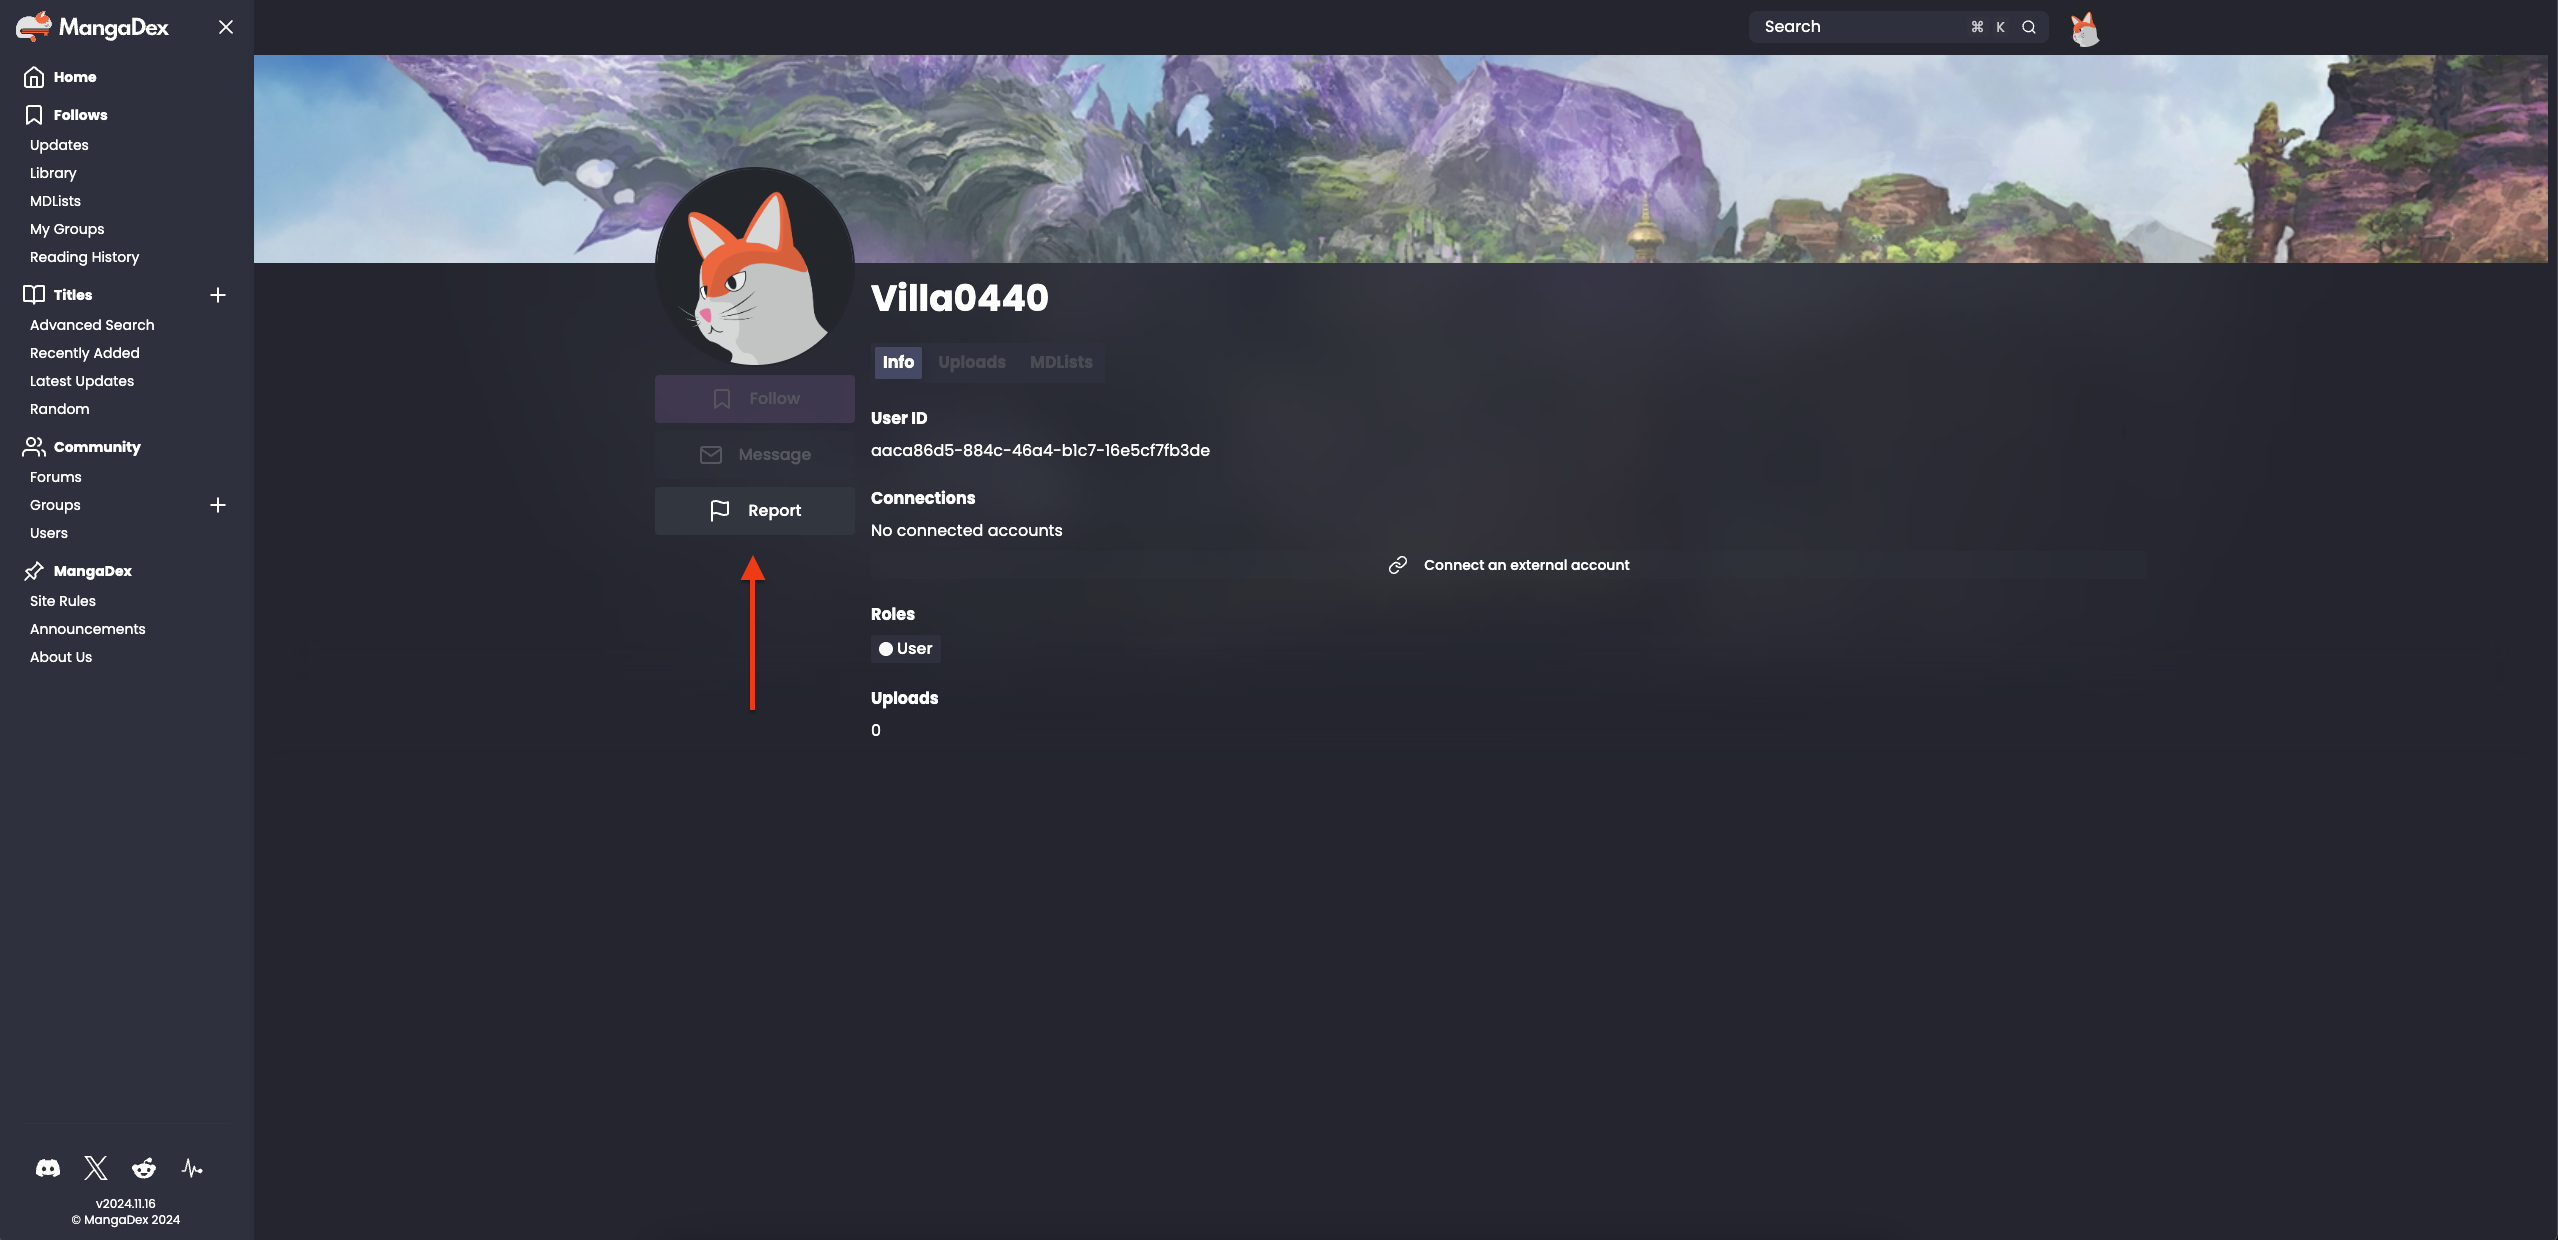 MangaDex
Search ⌘ K
Home
Follows
Updates
Library
MDLists
My Groups
Reading History
Titles
Advanced Search
Recently Added
Latest Updates
Random
Community
Forums
Groups
Users
MangaDex
Site Rules
Announcements
About Us
v2024.11.16
© MangaDex 2024
Follow
Message
Report
Villa0440
Info Uploads MDLists
User ID
aaca86d5-884c-46a4-b1c7-16e5cf7fb3de
Connections
No connected accounts
Connect an external account
Roles
User
Uploads
0